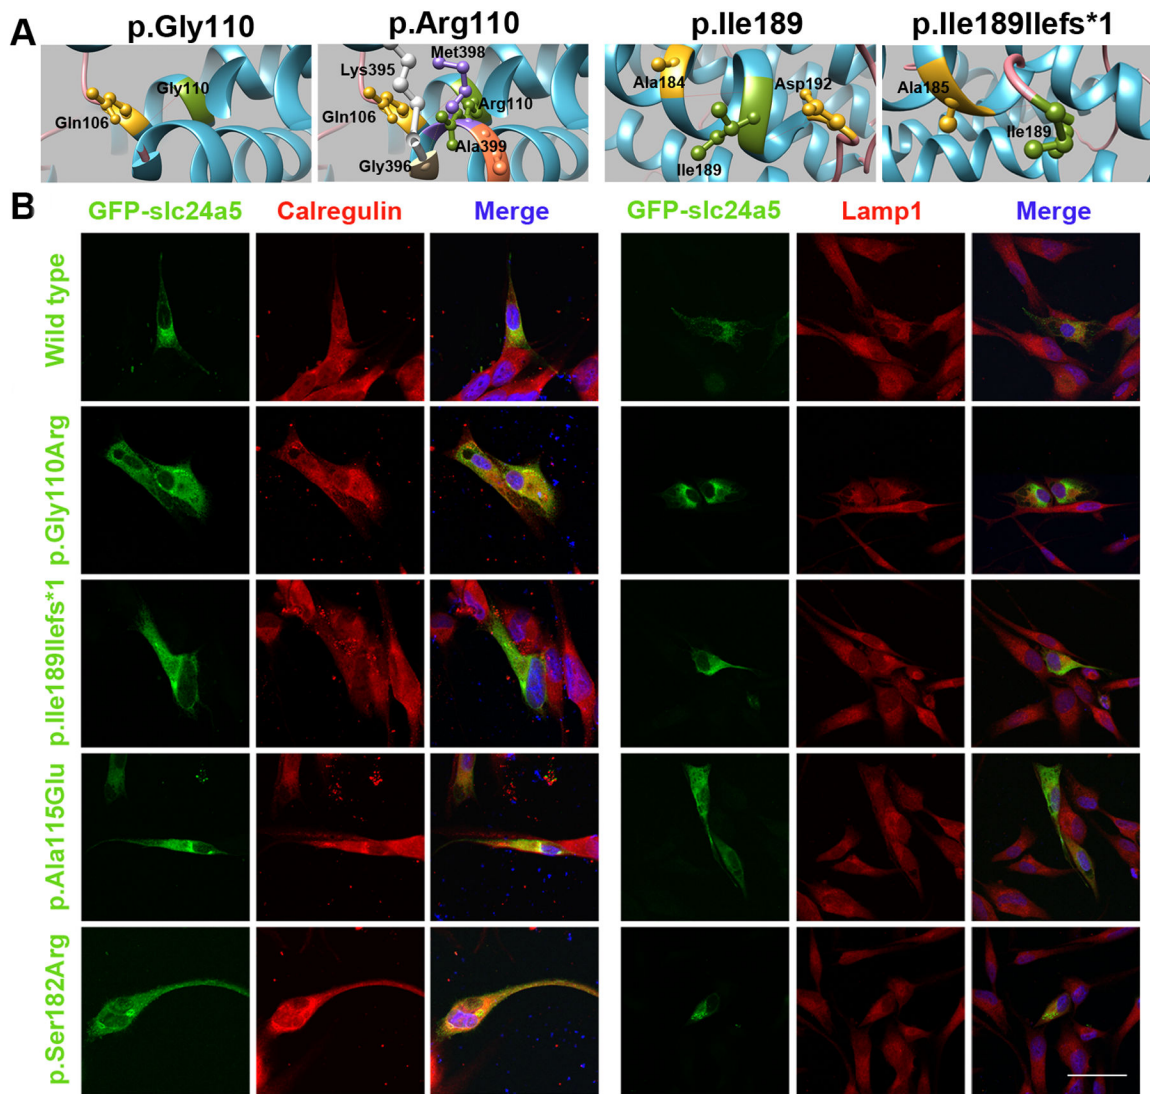 A
p.Gly110
p.Arg110
p.Ile189
p.Ile189Ilefs*1
Gly110
Gln106
Lys395
Met398
Gln106
Arg110
Ala399
Gly396
Ala184
Asp192
Ile189
Ala185
Ile189
B
GFP-slc24a5 Calregulin Merge GFP-slc24a5 Lamp1 Merge
Wild type
p.Gly110Arg
p.Ile189Ilefs*1
p.Ala115Glu
p.Ser182Arg